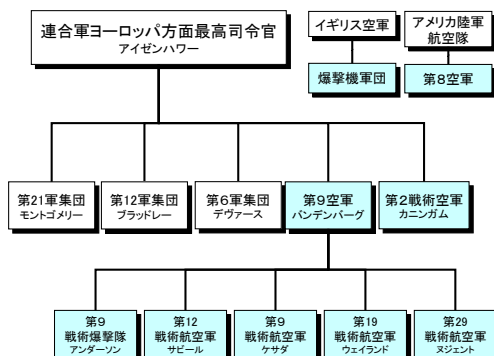 連合軍ヨーロッパ方面最高司令官
アイゼンハワー
イギリス空軍
爆撃機軍団
アメリカ陸軍
航空隊
第8空軍
第21軍集団
モントゴメリー
第12軍集団
ブラッドレー
第6軍集団
デヴァース
第9空軍
バンデンバーグ
第2戦術空軍
カニンガム
第9
戦術爆撃隊
アンダーソン
第12
戦術航空軍
サビール
第9
戦術航空軍
ケサダ
第19
戦術航空軍
ウェイランド
第29
戦術航空軍
ヌジェント